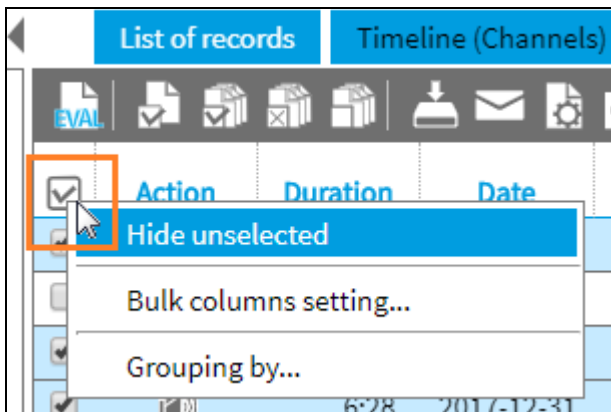 List of records Timeline (Channels)
EVAL
Action Duration Date
Hide unselected
Bulk columns setting...
Grouping by...
6:28 2017-12-31